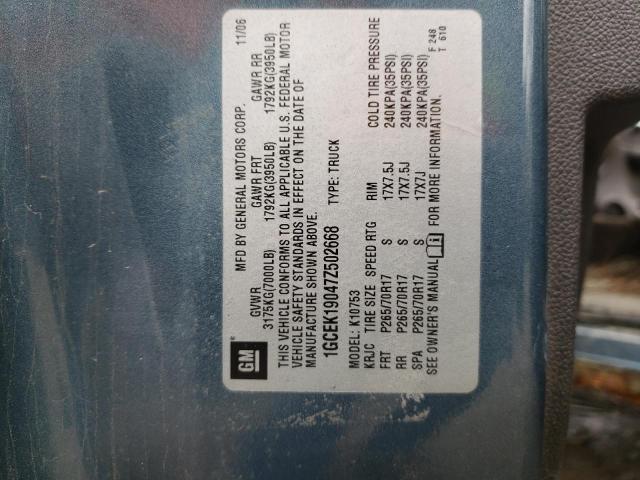 GM
MFD BY GENERAL MOTORS CORP. 11/06
GVWR GAWR FRT GAWR RR
3175KG(7000LB) 1792KG(3950LB) 1792KG(3950LB)
THIS VEHICLE CONFORMS TO ALL APPLICABLE U.S. FEDERAL MOTOR
VEHICLE SAFETY STANDARDS IN EFFECT ON THE DATE OF
MANUFACTURE SHOWN ABOVE.
1GCEK19047Z502668 TYPE: TRUCK
MODEL: K10753
KRJC TIRE SIZE SPEED RTG RIM COLD TIRE PRESSURE
FRT P265/70R17 S 17X7.5J 240KPA(35PSI)
RR P265/70R17 S 17X7.5J 240KPA(35PSI)
SPA P265/70R17 S 17X7J 240KPA(35PSI)
SEE OWNER'S MANUAL i FOR MORE INFORMATION.
F 248
T 610